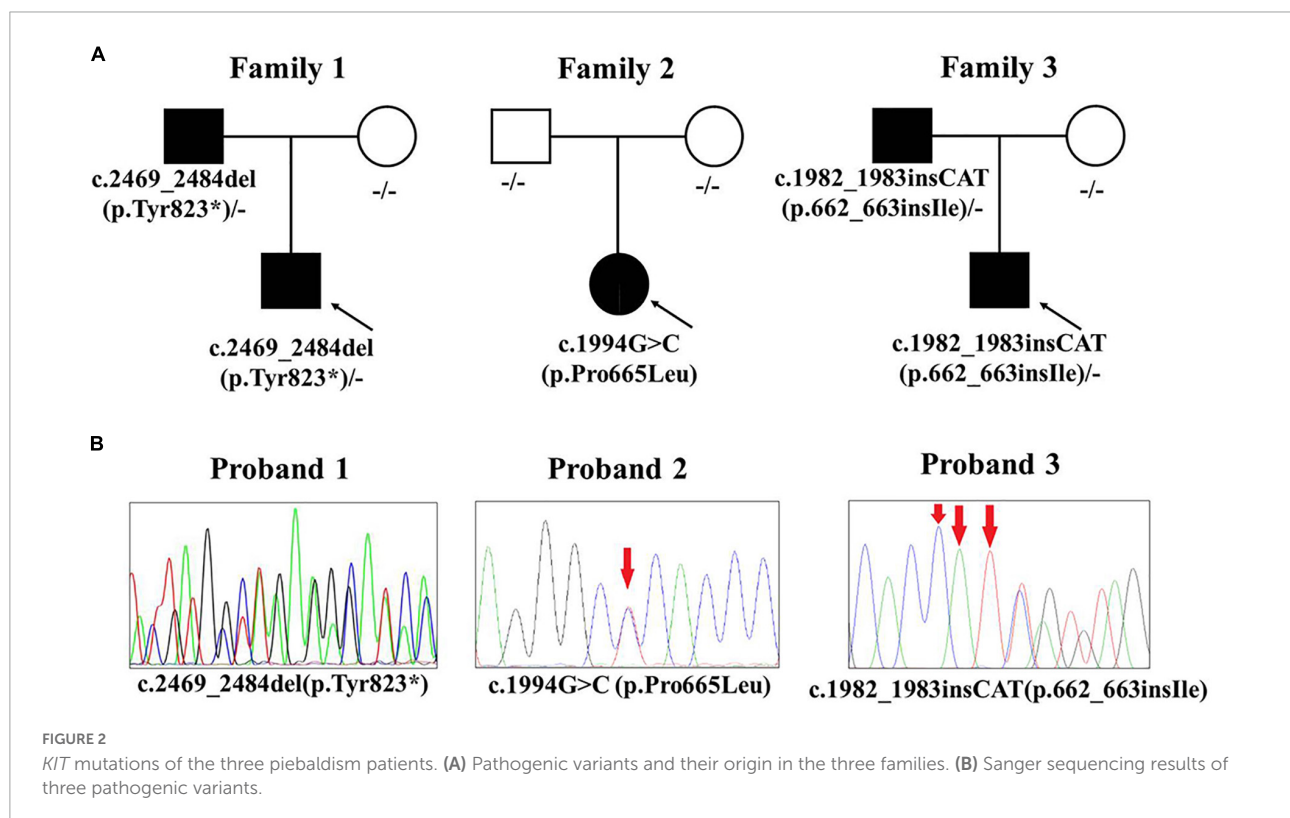 A
Family 1
Family 2
Family 3
c.2469_2484del
(p.Tyr823*)/-
-/-
-/-
-/-
c.1982_1983insCAT
(p.662_663insIle)/-
-/-
c.2469_2484del
(p.Tyr823*)/-
c.1994G>C
(p.Pro665Leu)
c.1982_1983insCAT
(p.662_663insIle)/-
B
Proband 1
Proband 2
Proband 3
c.2469_2484del(p.Tyr823*)
c.1994G>C (p.Pro665Leu)
c.1982_1983insCAT(p.662_663insIle)
FIGURE 2
KIT mutations of the three piebaldism patients. (A) Pathogenic variants and their origin in the three families. (B) Sanger sequencing results of
three pathogenic variants.